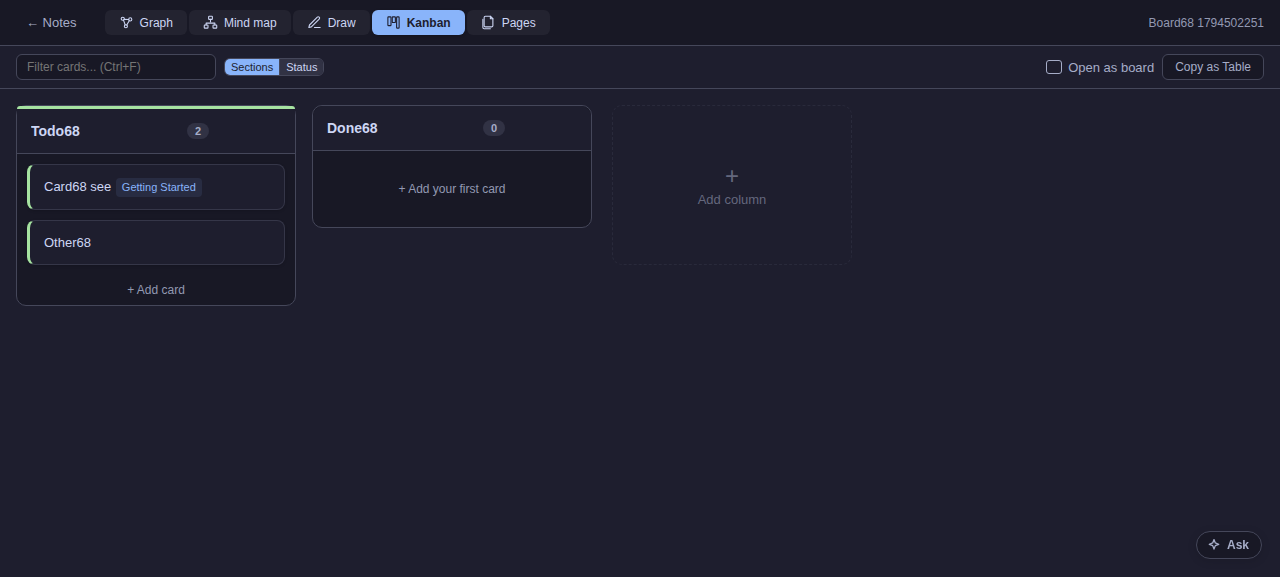 ← Notes
Graph
Mind map
Draw
Kanban
Pages
Board68 1794502251
Filter cards... (Ctrl+F)
Sections
Status
Open as board
Copy as Table
Todo68
2
Card68 see Getting Started
Other68
+ Add card
Done68
0
+ Add your first card
+
Add column
Ask